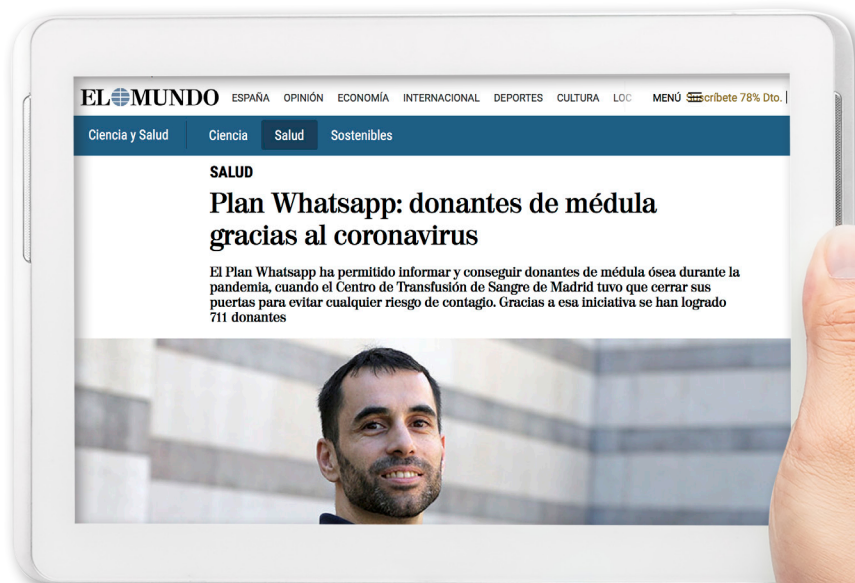 EL MUNDO ESPAÑA OPINIÓN ECONOMÍA INTERNACIONAL DEPORTES CULTURA LOC MENÚ Suscríbete 78% Dto.
Ciencia y Salud Ciencia Salud Sostenibles
SALUD
Plan Whatsapp: donantes de médula
gracias al coronavirus
El Plan Whatsapp ha permitido informar y conseguir donantes de médula ósea durante la
pandemia, cuando el Centro de Transfusión de Sangre de Madrid tuvo que cerrar sus
puertas para evitar cualquier riesgo de contagio. Gracias a esa iniciativa se han logrado
711 donantes